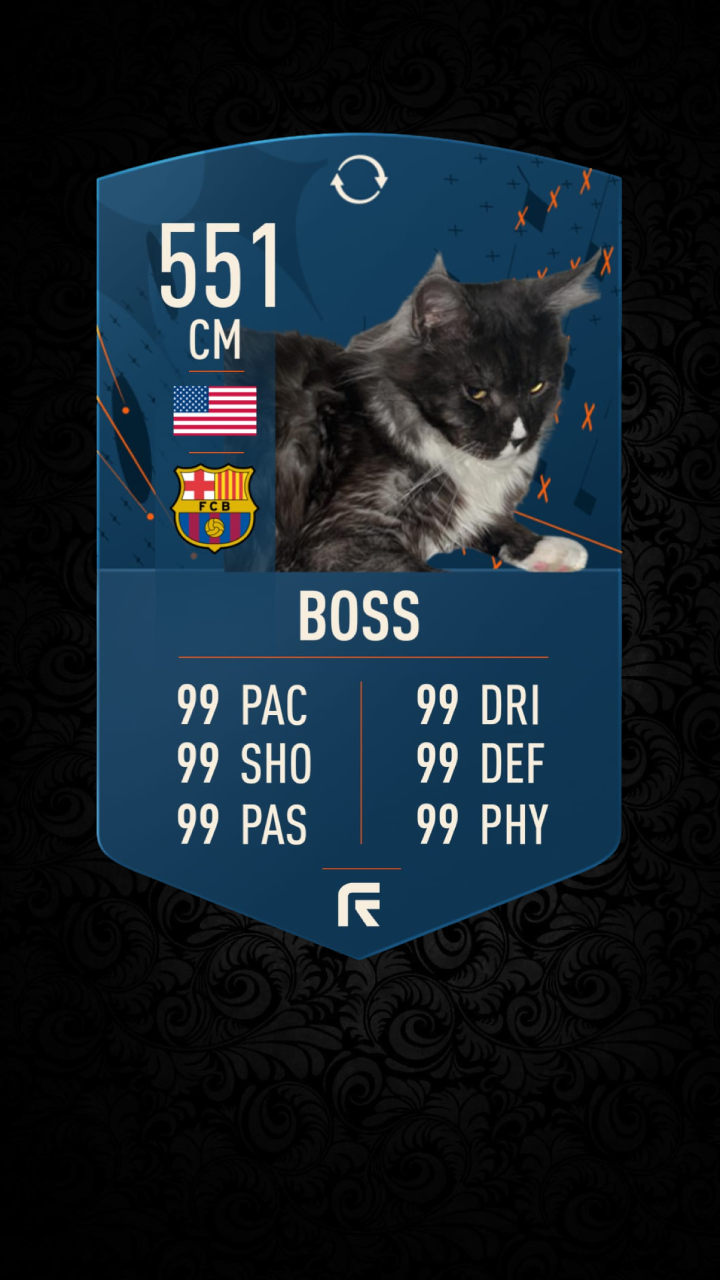 551
CM
FCB
BOSS
99 PAC
99 SHO
99 PAS
99 DRI
99 DEF
99 PHY